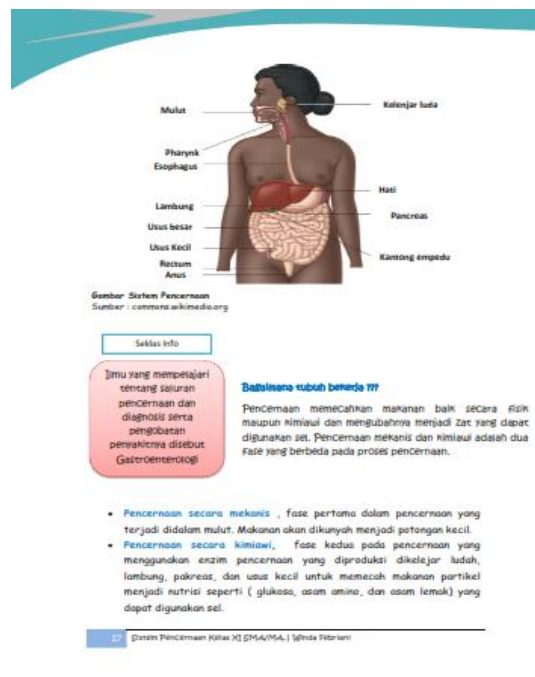 Mulut
Kelenjar luda
Pharynk
Esophagus
Hati
Lambung
Pancreas
Usus besar
Usus Kecil
Kantong empedu
Rectum
Anus
Gambar Sistem Pencernaan
Sumber : commons.wikimedia.org
Seklas Info
Ilmu yang mempelajari
tentang saluran
pencernaan dan
diagnosis serta
pengobatan
penyakitnya disebut
Gastroenterologi
Bagaimana tubuh bekerja ???
Pencernaan memecahkan makanan baik secara fisik
maupun kimiawi dan mengubahnya menjadi zat yang dapat
digunakan sel. Pencernaan mekanis dan kimiawi adalah dua
fase yang berbeda pada proses pencernaan.
• Pencernaan secara mekanis , fase pertama dalam pencernaan yang
terjadi didalam mulut. Makanan akan dikunyah menjadi potongan kecil.
• Pencernaan secara kimiawi, fase kedua pada pencernaan yang
menggunakan enzim pencernaan yang diproduksi dikelejar ludah,
lambung, pakreas, dan usus kecil untuk memecah makanan partikel
menjadi nutrisi seperti ( glukosa, asam amino, dan asam lemak) yang
dapat digunakan sel.
Sistem Pencernaan Kelas XI SMA/MA.| Winda Febriani